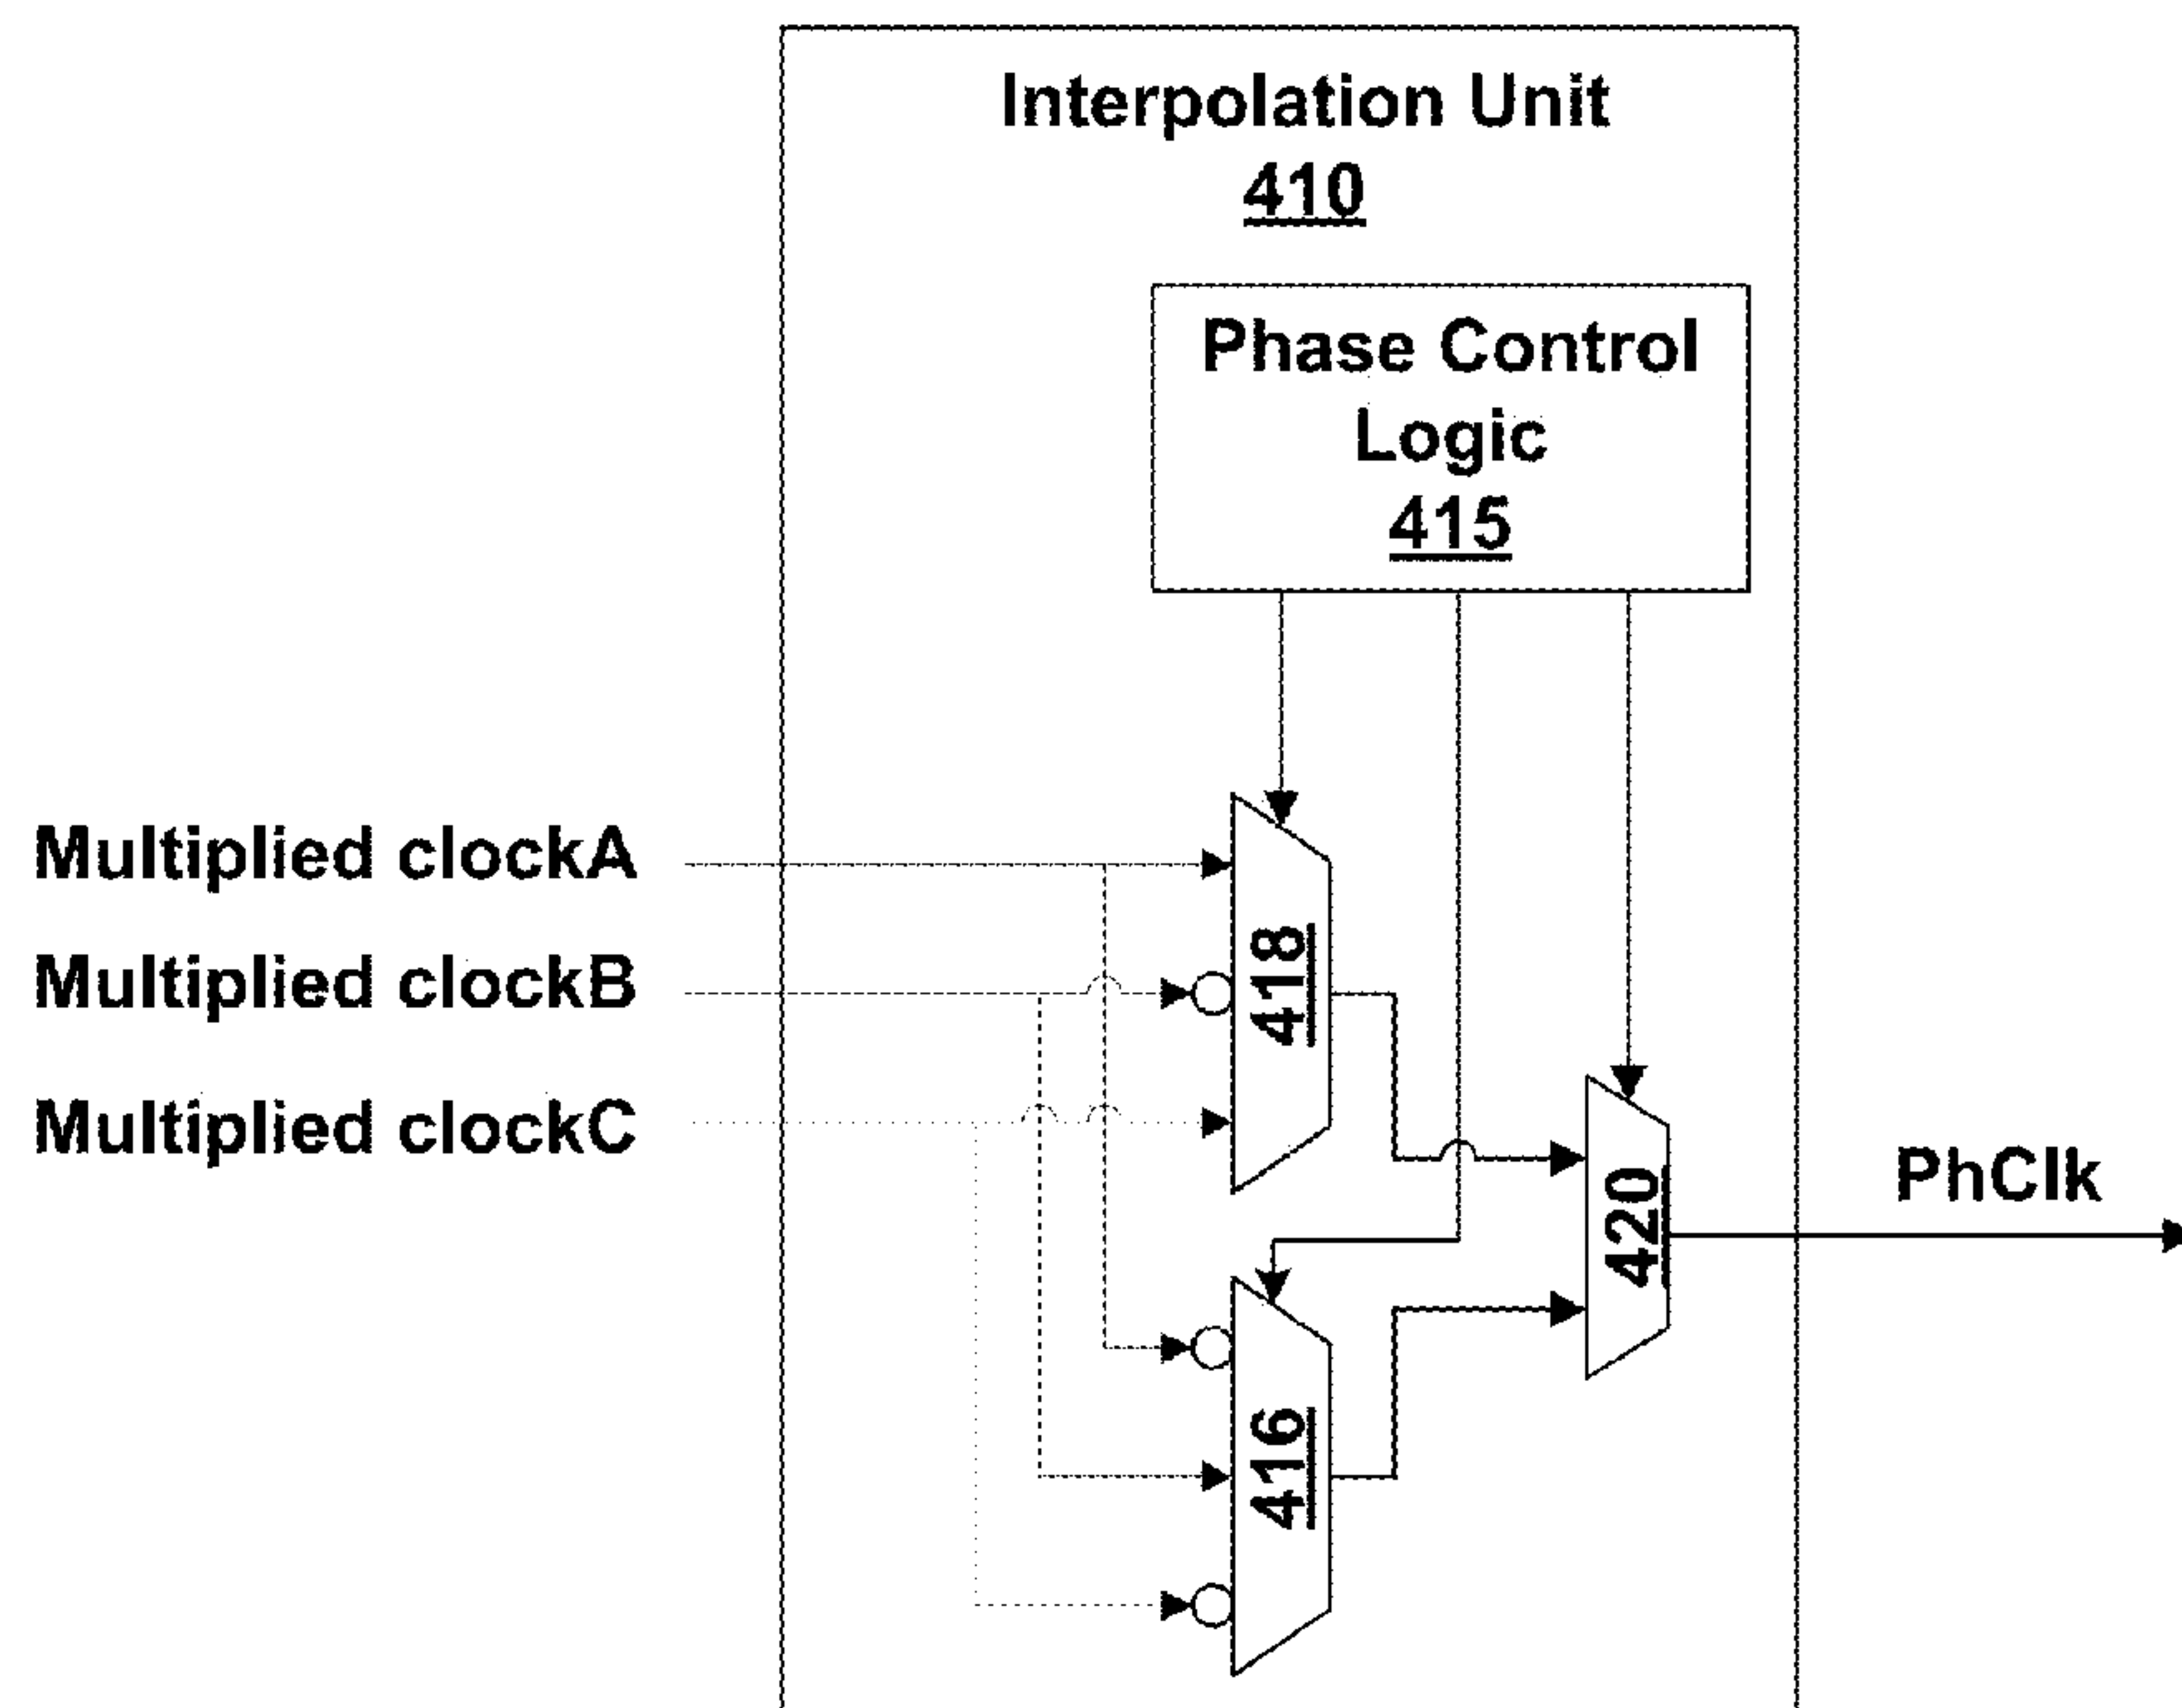 Interpolation Unit
410
Phase Control
Logic
415
Multiplied clockA
Multiplied clockB
Multiplied clockC
418
416
420
PhClk